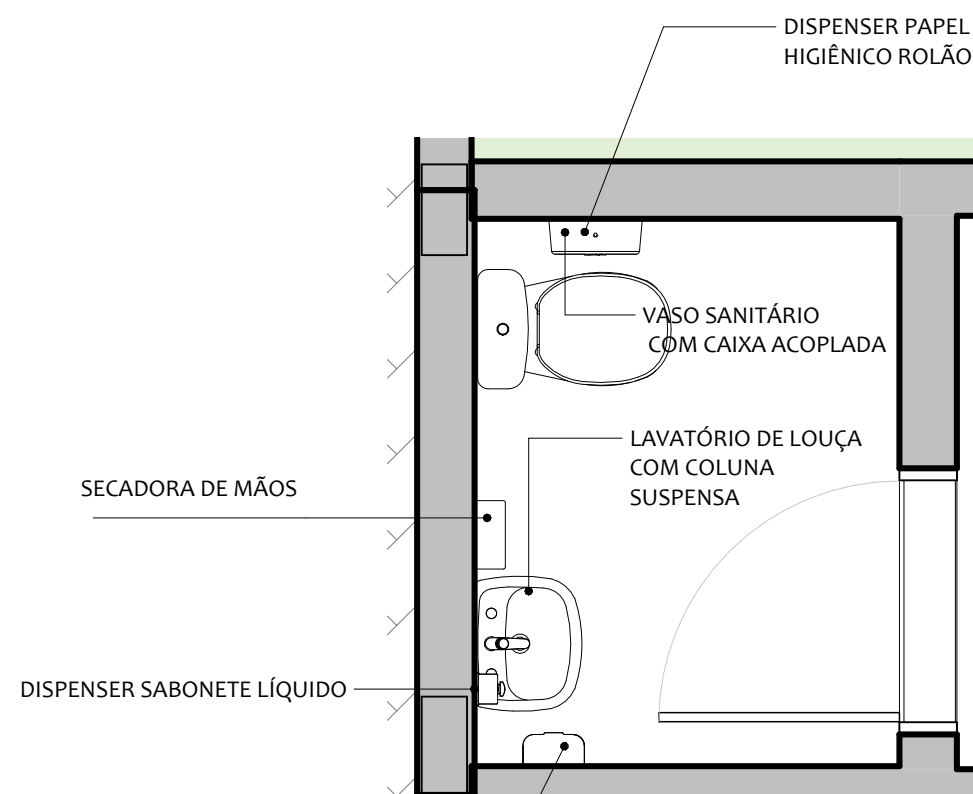 DISPENSER PAPEL
HIGIÊNICO ROLÃO
VASO SANITÁRIO
COM CAIXA ACOPLADA
LAVATÓRIO DE LOUÇA
COM COLUNA
SUSPENSA
SECADORA DE MÃOS
DISPENSER SABONETE LÍQUIDO